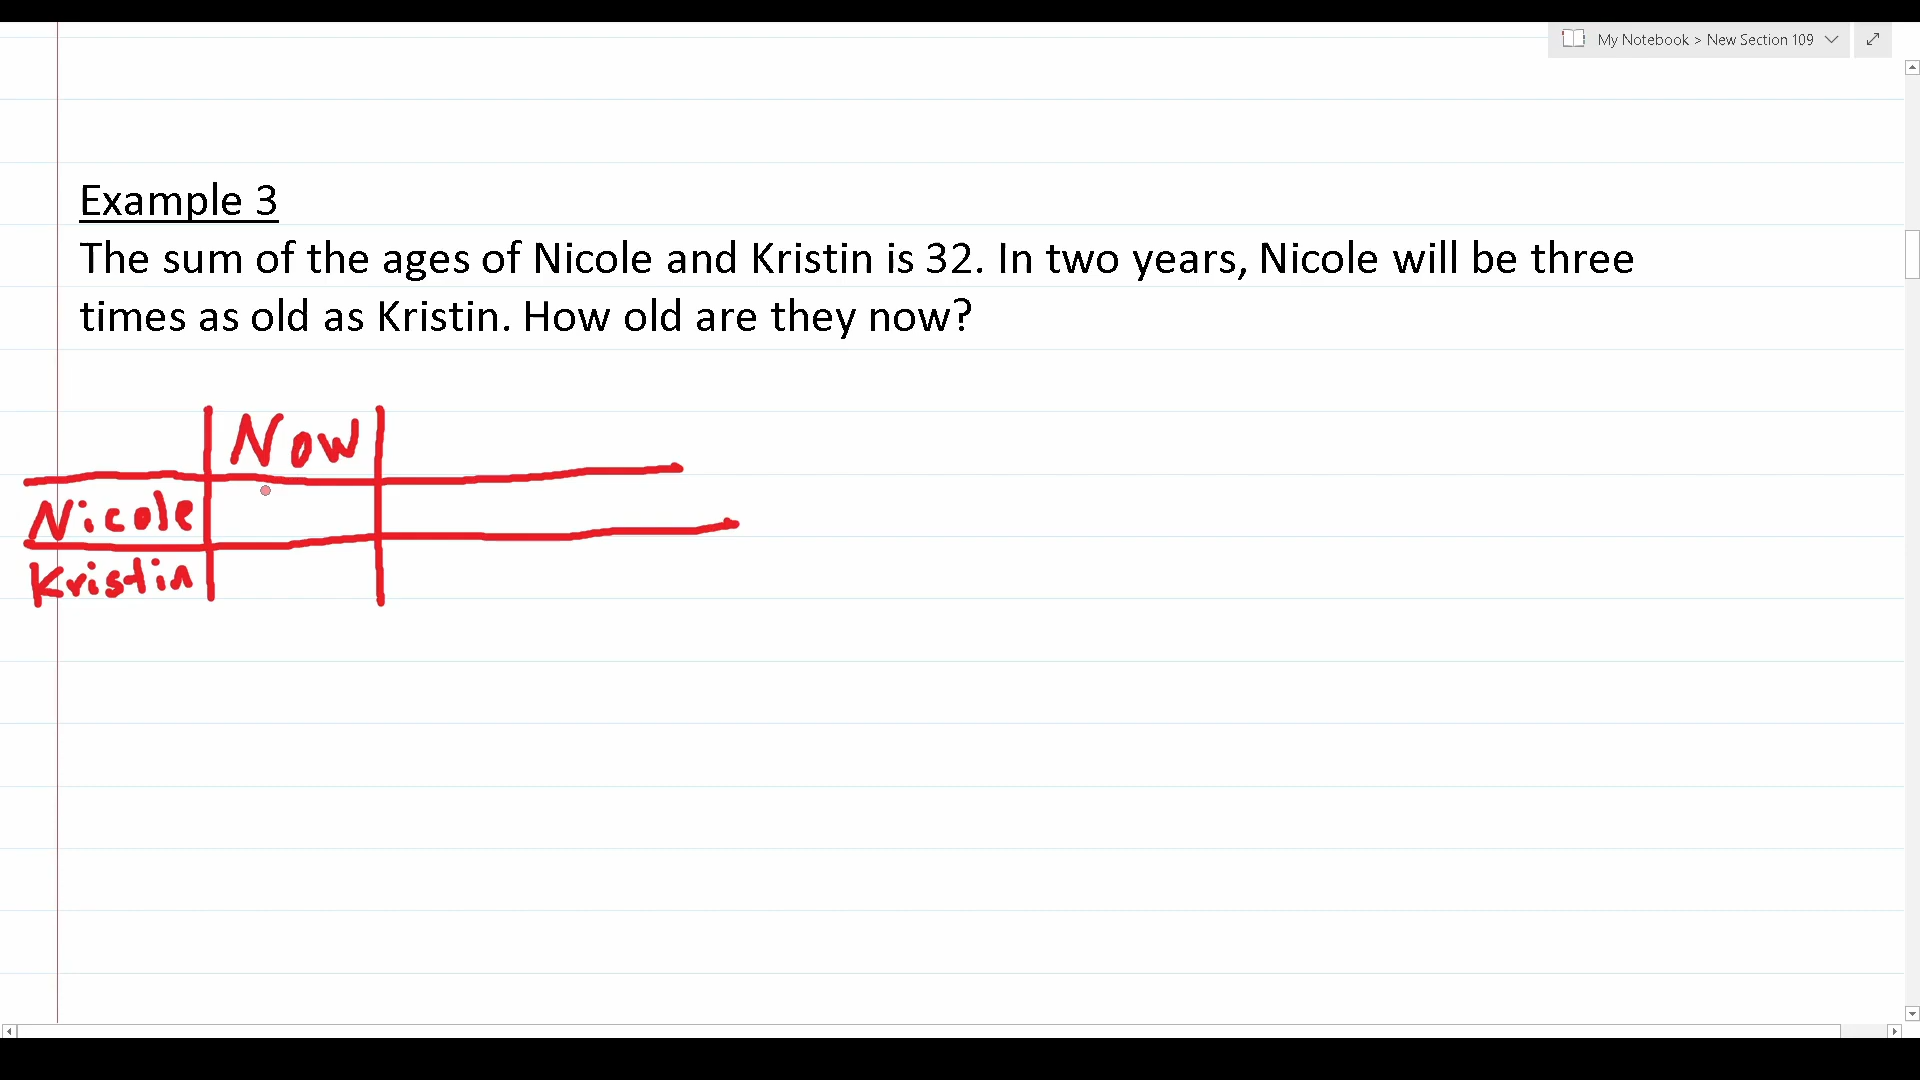 My Notebook > New Section 109
Example 3
The sum of the ages of Nicole and Kristin is 32. In two years, Nicole will be three
times as old as Kristin. How old are they now?
Now
Nicole
Kristin